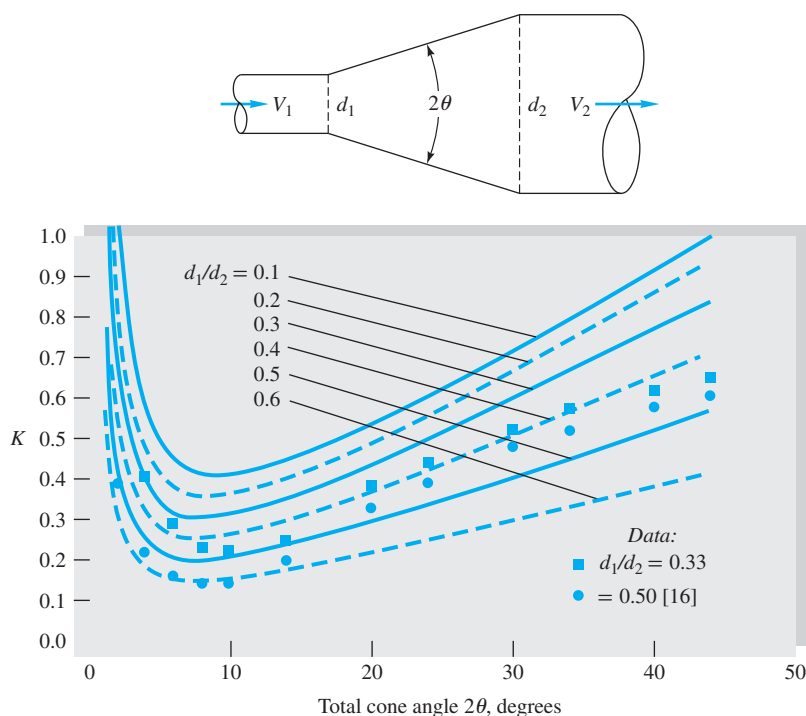 V1 d1 2θ d2 V2
1.0
0.9
0.8
0.7
0.6
K 0.5
0.4
0.3
0.2
0.1
0.0
d1/d2 = 0.1
0.2
0.3
0.4
0.5
0.6
Data:
d1/d2 = 0.33
= 0.50 [16]
0 10 20 30 40 50
Total cone angle 2θ, degrees